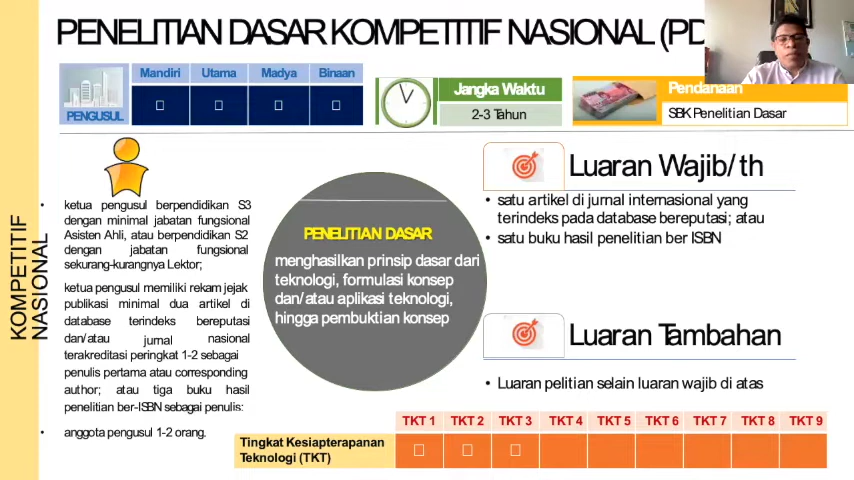 PENELITIAN DASAR KOMPETITIF NASIONAL (PD
PENGUSUL
Mandiri Utama Madya Binaan
Jangka Waktu
2-3 Tahun
Pendanaan
SBK Penelitian Dasar
KOMPETITIF
NASIONAL
• ketua pengusul berpendidikan S3
dengan minimal jabatan fungsional
Asisten Ahli, atau berpendidikan S2
dengan jabatan fungsional
sekurang-kurangnya Lektor;
ketua pengusul memiliki rekam jejak
publikasi minimal dua artikel di
database terindeks bereputasi
dan/atau jurnal nasional
terakreditasi peringkat 1-2 sebagai
penulis pertama atau corresponding
author; atau tiga buku hasil
penelitian ber-ISBN sebagai penulis:
• anggota pengusul 1-2 orang.
PENELITIAN DASAR
menghasilkan prinsip dasar dari
teknologi, formulasi konsep
dan/atau aplikasi teknologi,
hingga pembuktian konsep
Luaran Wajib/th
• satu artikel di jurnal internasional yang
terindeks pada database bereputasi; atau
• satu buku hasil penelitian ber ISBN
Luaran Tambahan
• Luaran pelitian selain luaran wajib di atas
TKT 1 TKT 2 TKT 3 TKT 4 TKT 5 TKT 6 TKT 7 TKT 8 TKT 9
Tingkat Kesiapterapanan
Teknologi (TKT)